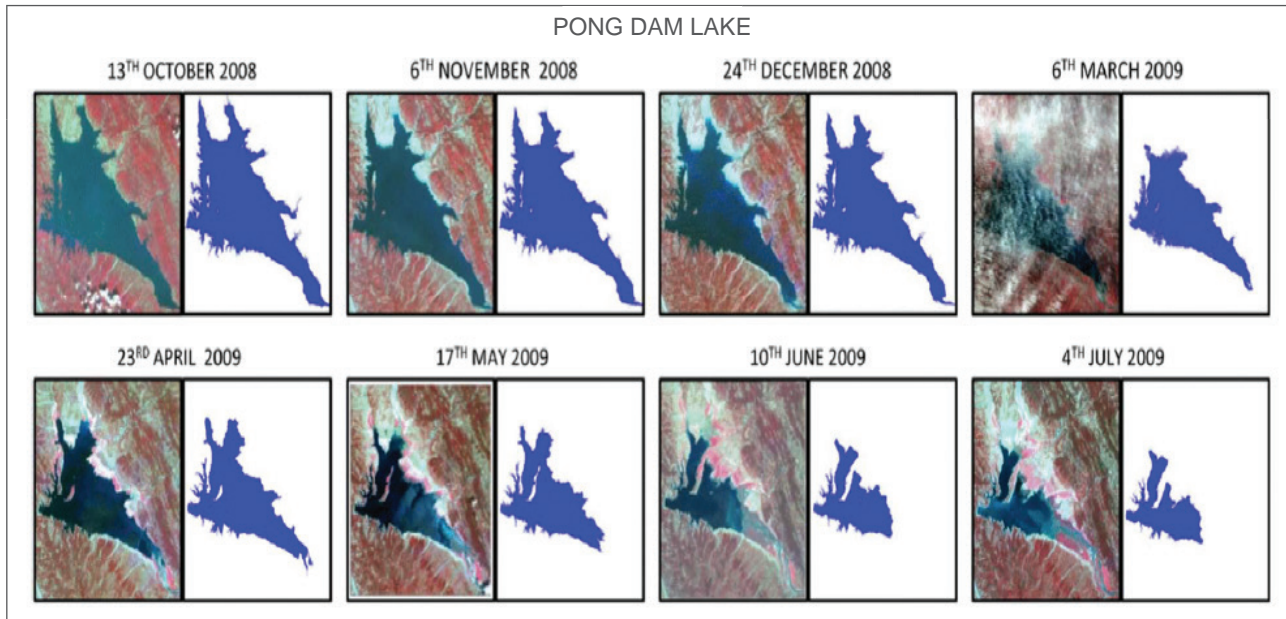 PONG DAM LAKE
13TH OCTOBER 2008
6TH NOVEMBER 2008
24TH DECEMBER 2008
6TH MARCH 2009
23RD APRIL 2009
17TH MAY 2009
10TH JUNE 2009
4TH JULY 2009